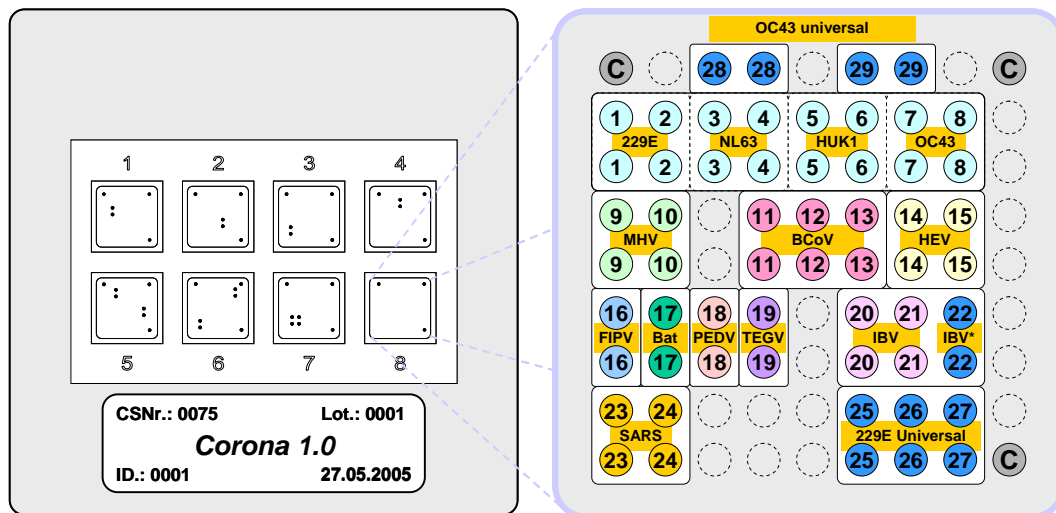 1 2 3 4
5 6 7 8
CSNr.: 0075 Lot.: 0001
Corona 1.0
ID.: 0001 27.05.2005
OC43 universal
C 28 28 29 29 C
1 2 3 4 5 6 7 8
229E NL63 HUK1 OC43
1 2 3 4 5 6 7 8
9 10 11 12 13 14 15
MHV BCoV HEV
9 10 11 12 13 14 15
16 17 18 19 20 21 22
FIPV Bat PEDV TEGV IBV IBV*
16 17 18 19 20 21 22
23 24 25 26 27
SARS 229E Universal
23 24 25 26 27 C